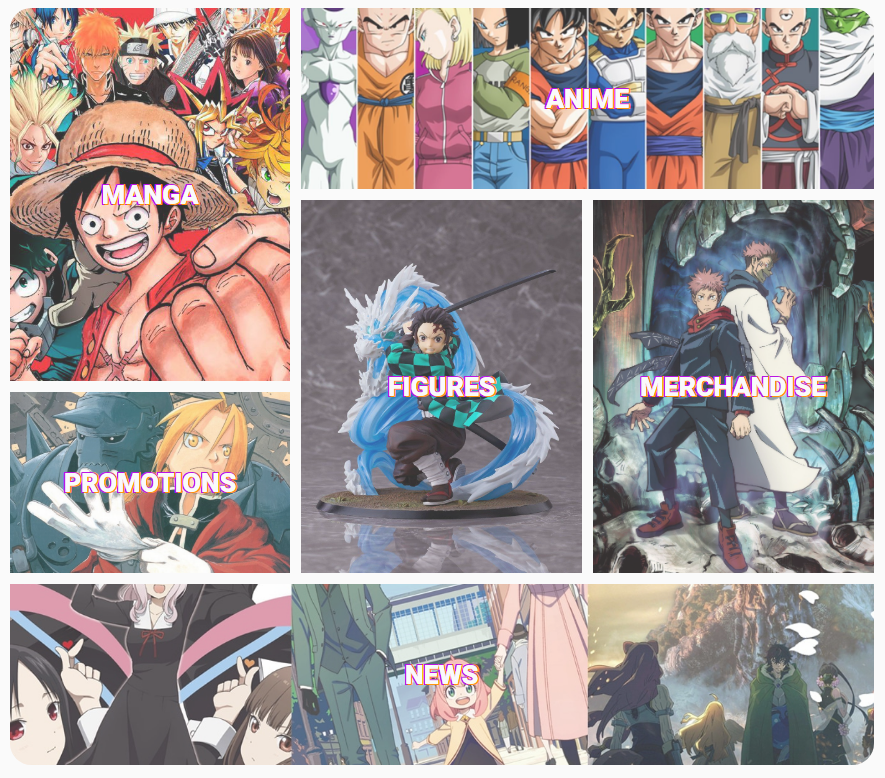 MANGA
ANIME
FIGURES
MERCHANDISE
PROMOTIONS
NEWS